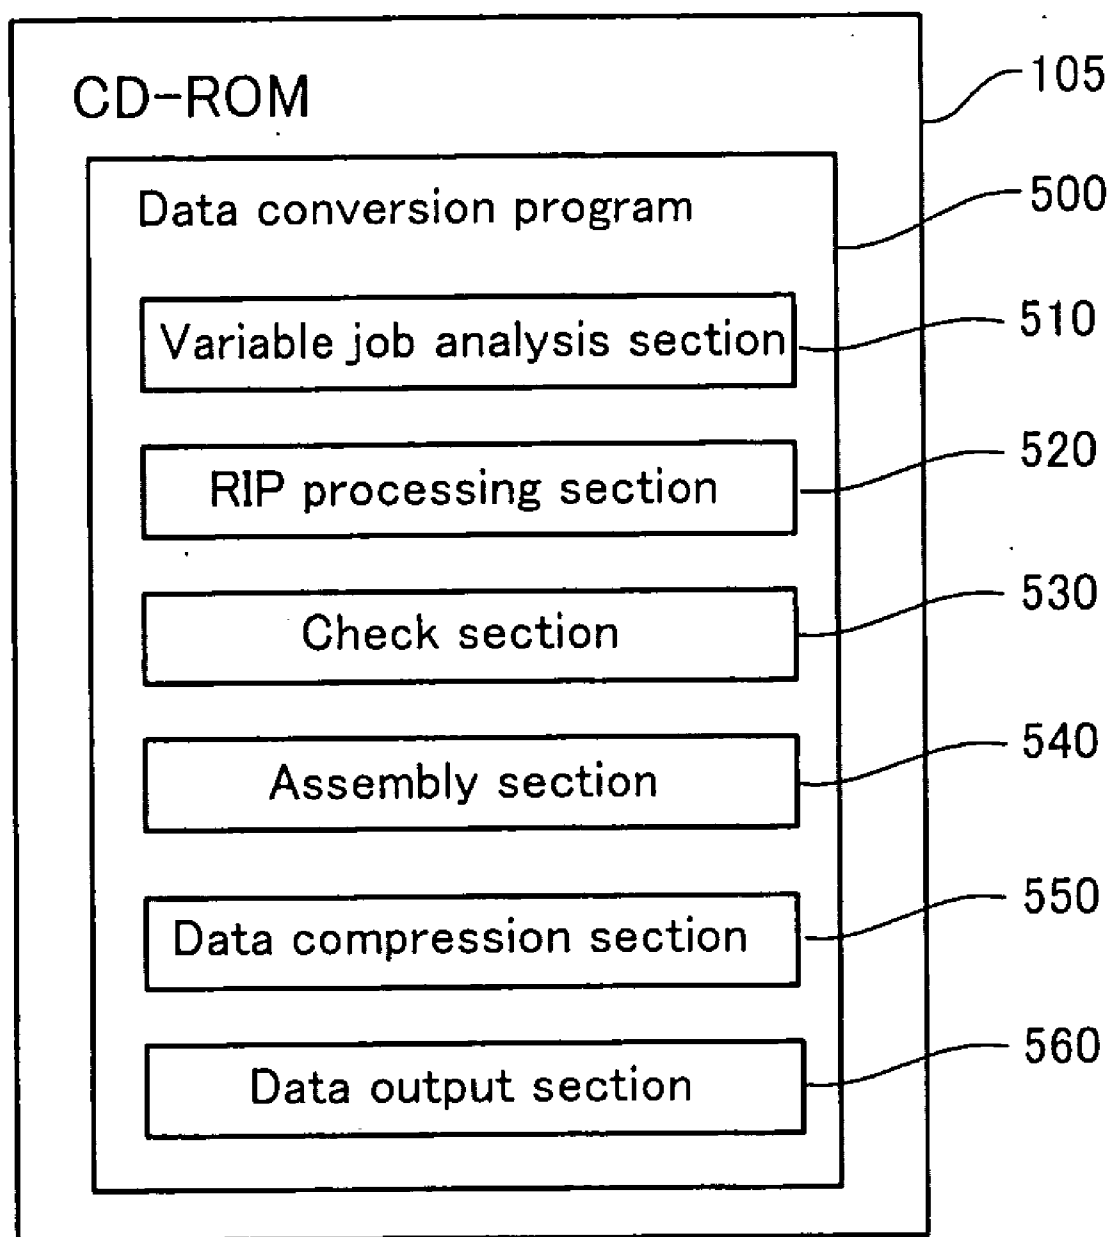 CD-ROM
105
Data conversion program
500
Variable job analysis section
510
RIP processing section
520
Check section
530
Assembly section
540
Data compression section
550
Data output section
560